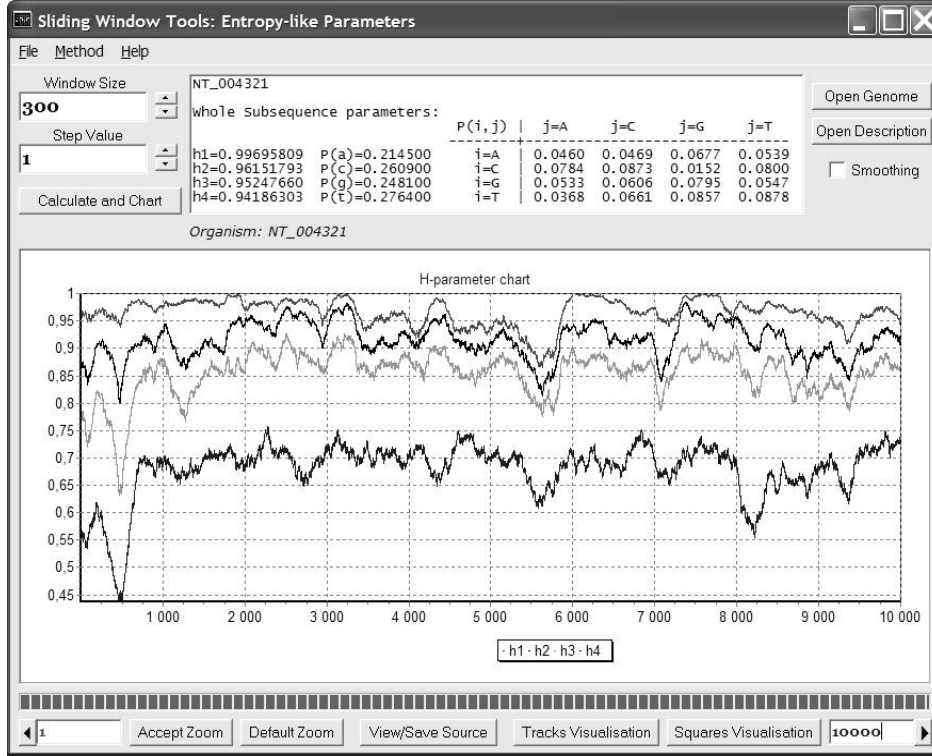 Sliding Window Tools: Entropy-like Parameters
File Method Help
Window Size
300
Step Value
1
Calculate and Chart
NT_004321
Whole Subsequence parameters:
P(i,j) | j=A j=C j=G j=T
--------+--------------------------------
h1=0.99695809 P(a)=0.214500 i=A | 0.0460 0.0469 0.0677 0.0539
h2=0.96151793 P(c)=0.260900 i=C | 0.0784 0.0873 0.0152 0.0800
h3=0.95247660 P(g)=0.248100 i=G | 0.0533 0.0606 0.0795 0.0547
h4=0.94186303 P(t)=0.276400 i=T | 0.0368 0.0661 0.0857 0.0878
Open Genome
Open Description
Smoothing
Organism: NT_004321
H-parameter chart
1
0,95
0,9
0,85
0,8
0,75
0,7
0,65
0,6
0,55
0,5
0,45
1 000 2 000 3 000 4 000 5 000 6 000 7 000 8 000 9 000 10 000
· h1 · h2 · h3 · h4
1 Accept Zoom Default Zoom View/Save Source Tracks Visualisation Squares Visualisation 10000